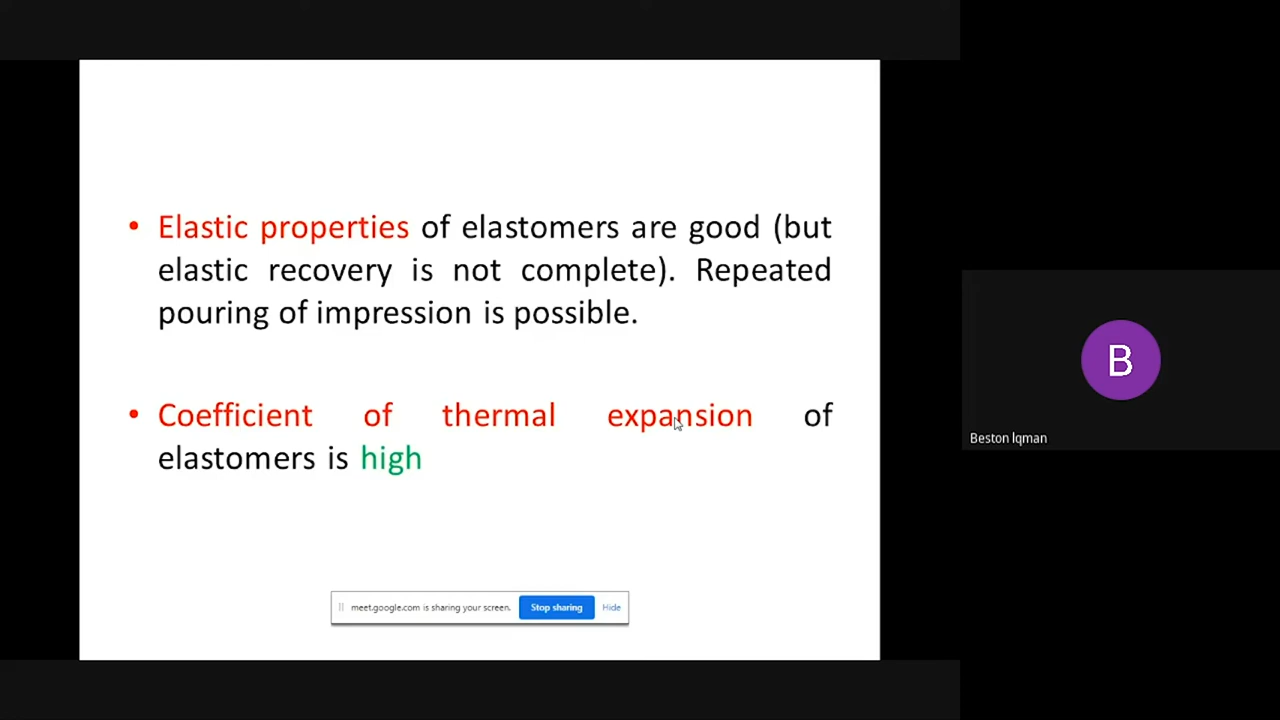 • Elastic properties of elastomers are good (but
elastic recovery is not complete). Repeated
pouring of impression is possible.
• Coefficient of thermal expansion of
elastomers is high
meet.google.com is sharing your screen. Stop sharing Hide
B
Beston lqman